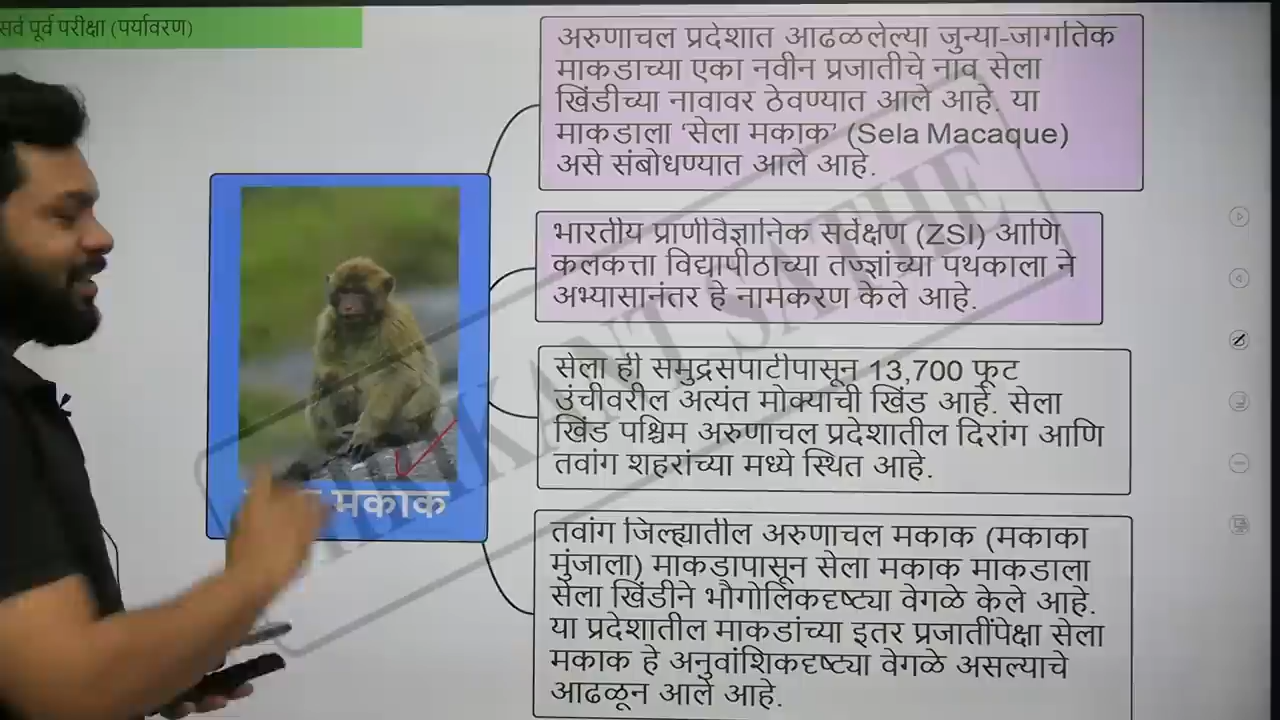 सर्व पूर्व परीक्षा (पर्यावरण)
अरुणाचल प्रदेशात आढळलेल्या जुन्या-जागतिक
माकडाच्या एका नवीन प्रजातीचे नाव सेला
खिंडीच्या नावावर ठेवण्यात आले आहे. या
माकडाला ‘सेला मकाक’ (Sela Macaque)
असे संबोधण्यात आले आहे.
भारतीय प्राणीवैज्ञानिक सर्वेक्षण (ZSI) आणि
कलकत्ता विद्यापीठाच्या तज्ज्ञांच्या पथकाला ने
अभ्यासानंतर हे नामकरण केले आहे.
सेला ही समुद्रसपाटीपासून 13,700 फूट
उंचीवरील अत्यंत मोक्याची खिंड आहे. सेला
खिंड पश्चिम अरुणाचल प्रदेशातील दिरांग आणि
तवांग शहरांच्या मध्ये स्थित आहे.
तवांग जिल्ह्यातील अरुणाचल मकाक (मकाका
मुंजाला) माकडापासून सेला मकाक माकडाला
सेला खिंडीने भौगोलिकदृष्ट्या वेगळे केले आहे.
या प्रदेशातील माकडांच्या इतर प्रजातींपेक्षा सेला
मकाक हे अनुवांशिकदृष्ट्या वेगळे असल्याचे
आढळून आले आहे.
मकाक